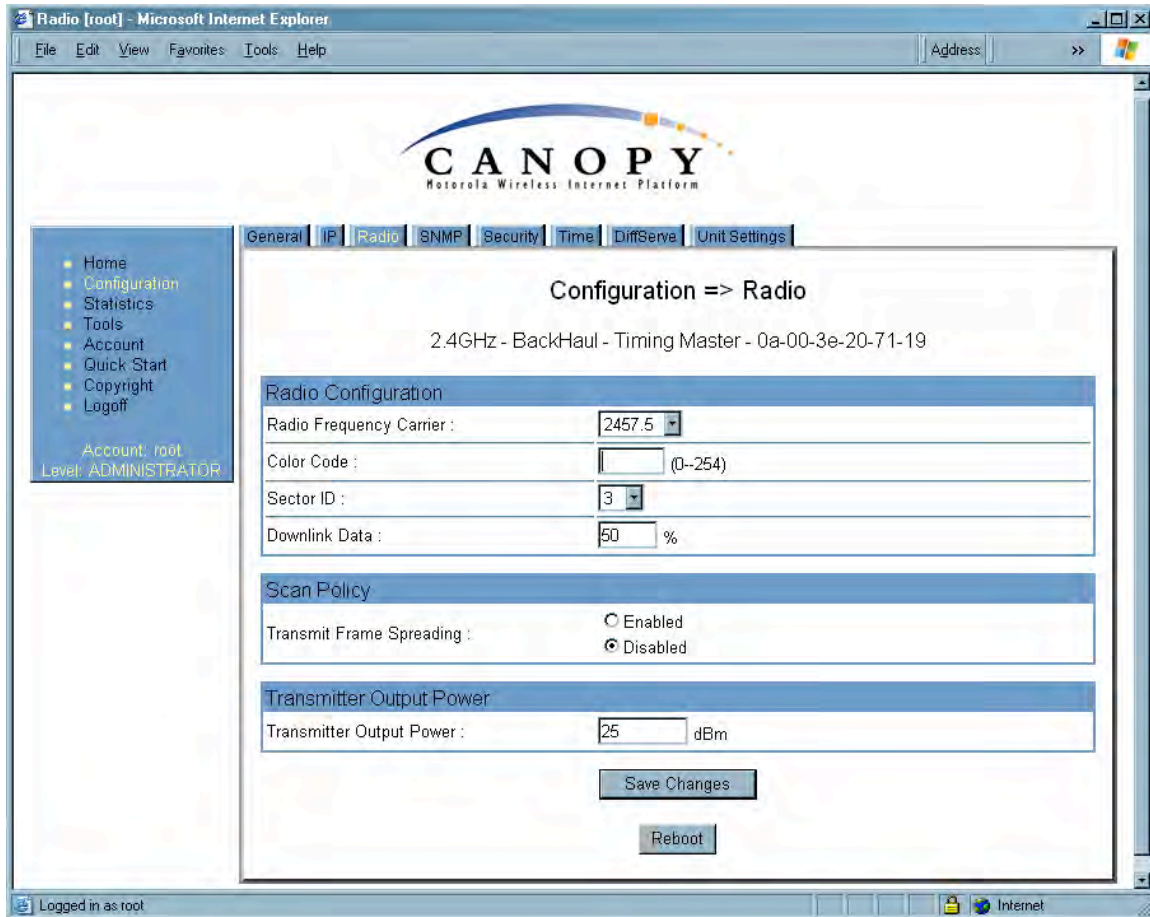 Radio [root] - Microsoft Internet Explorer
File Edit View Favorites Tools Help Address »
CANOPY
Motorola Wireless Internet Platform
General IP Radio SNMP Security Time DiffServe Unit Settings
Home
Configuration
Statistics
Tools
Account
Quick Start
Copyright
Logoff
Account: root
Level: ADMINISTRATOR
Configuration => Radio
2.4GHz - BackHaul - Timing Master - 0a-00-3e-20-71-19
Radio Configuration
Radio Frequency Carrier : 2457.5
Color Code : (0--254)
Sector ID : 3
Downlink Data : 50 %
Scan Policy
Transmit Frame Spreading :
Enabled
Disabled
Transmitter Output Power
Transmitter Output Power : 25 dBm
Save Changes
Reboot
Logged in as root Internet